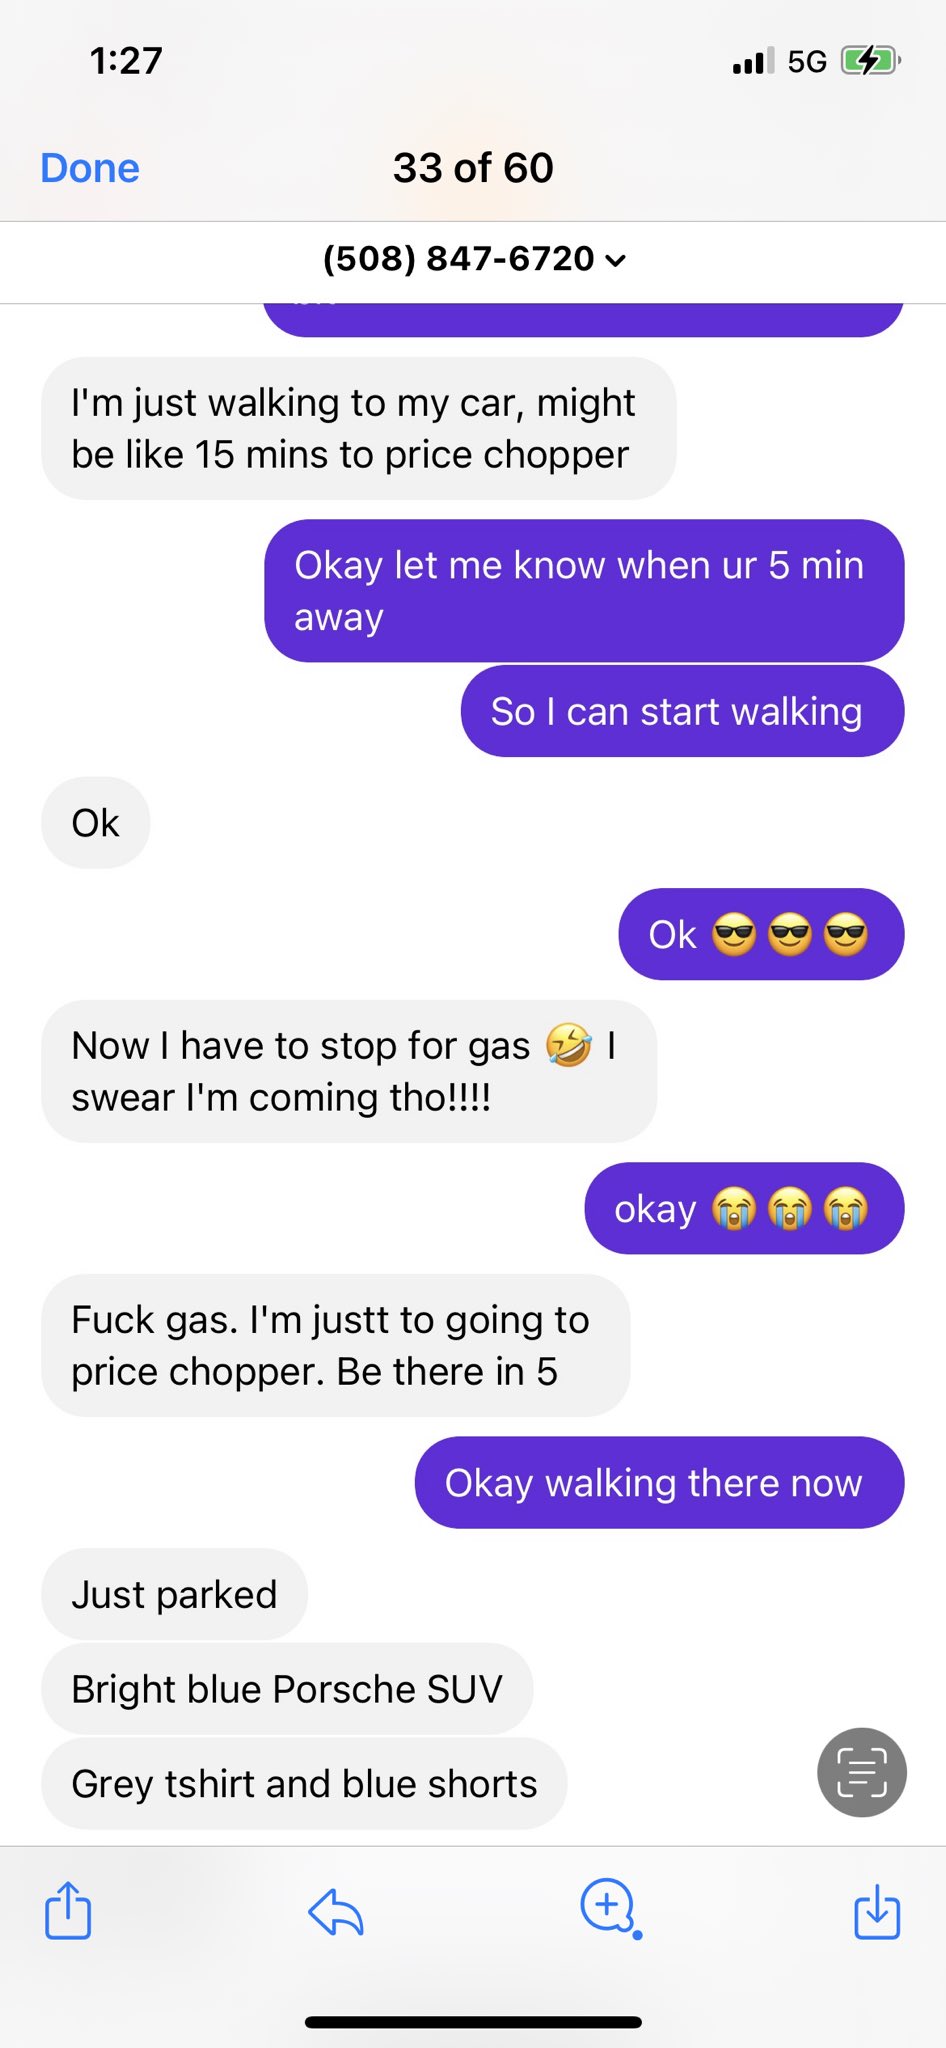 1:27
5G
Done
33 of 60
(508) 847-6720
I'm just walking to my car, might
be like 15 mins to price chopper
Okay let me know when ur 5 min
away
So I can start walking
Ok
Ok 😎😎😎
Now I have to stop for gas 🤣 I
swear I'm coming tho!!!!
okay 😭😭😭
Fuck gas. I'm justt to going to
price chopper. Be there in 5
Okay walking there now
Just parked
Bright blue Porsche SUV
Grey tshirt and blue shorts